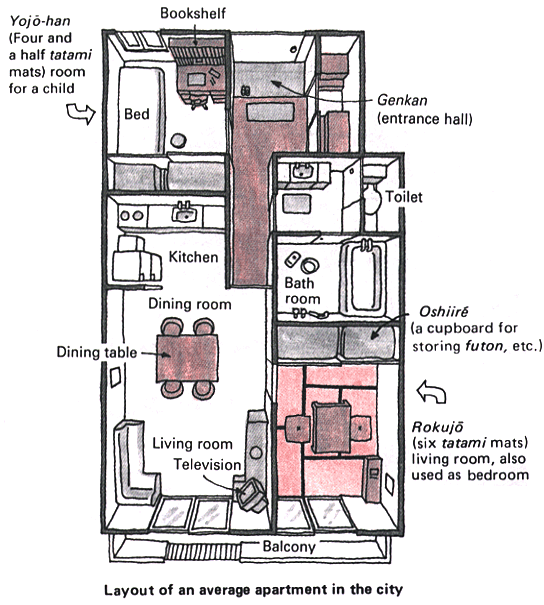 Bookshelf
Yojō-han
(Four and
a half tatami
mats) room
for a child
Bed
Genkan
(entrance hall)
Toilet
Kitchen
Bath
room
Dining room
Oshiiré
(a cupboard for
storing futon, etc.)
Dining table
Rokujō
(six tatami mats)
living room, also
used as bedroom
Living room
Television
Balcony
Layout of an average apartment in the city